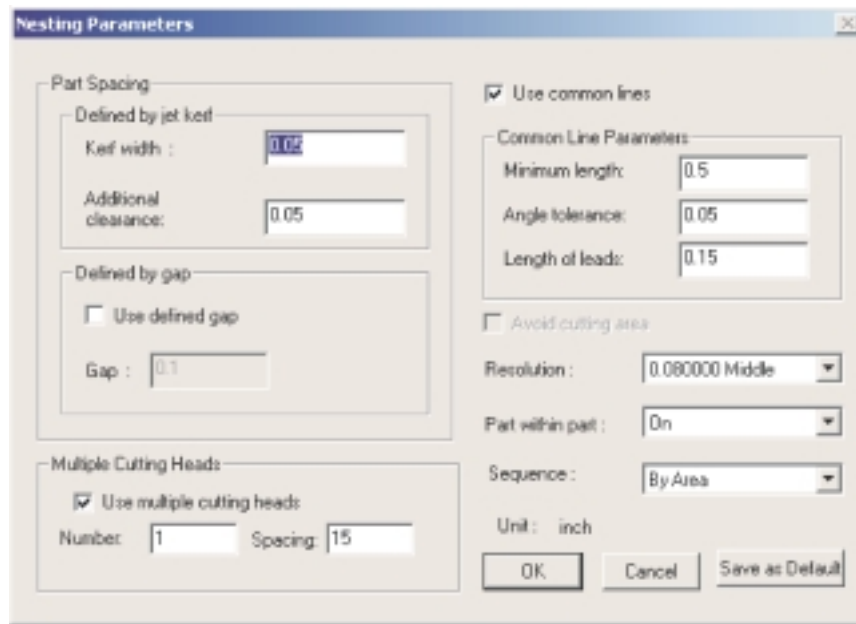 Nesting Parameters
Part Spacing
Defined by jet kerf
Kerf width :
0.05
Additional
clearance:
0.05
Defined by gap
Use defined gap
Gap :
0.1
Multiple Cutting Heads
Use multiple cutting heads
Number:
1
Spacing:
15
Use common lines
Common Line Parameters
Minimum length:
0.5
Angle tolerance:
0.05
Length of leads:
0.15
Avoid cutting area
Resolution :
0.080000 Middle
Part within part :
On
Sequence :
By Area
Unit : inch
OK
Cancel
Save as Default